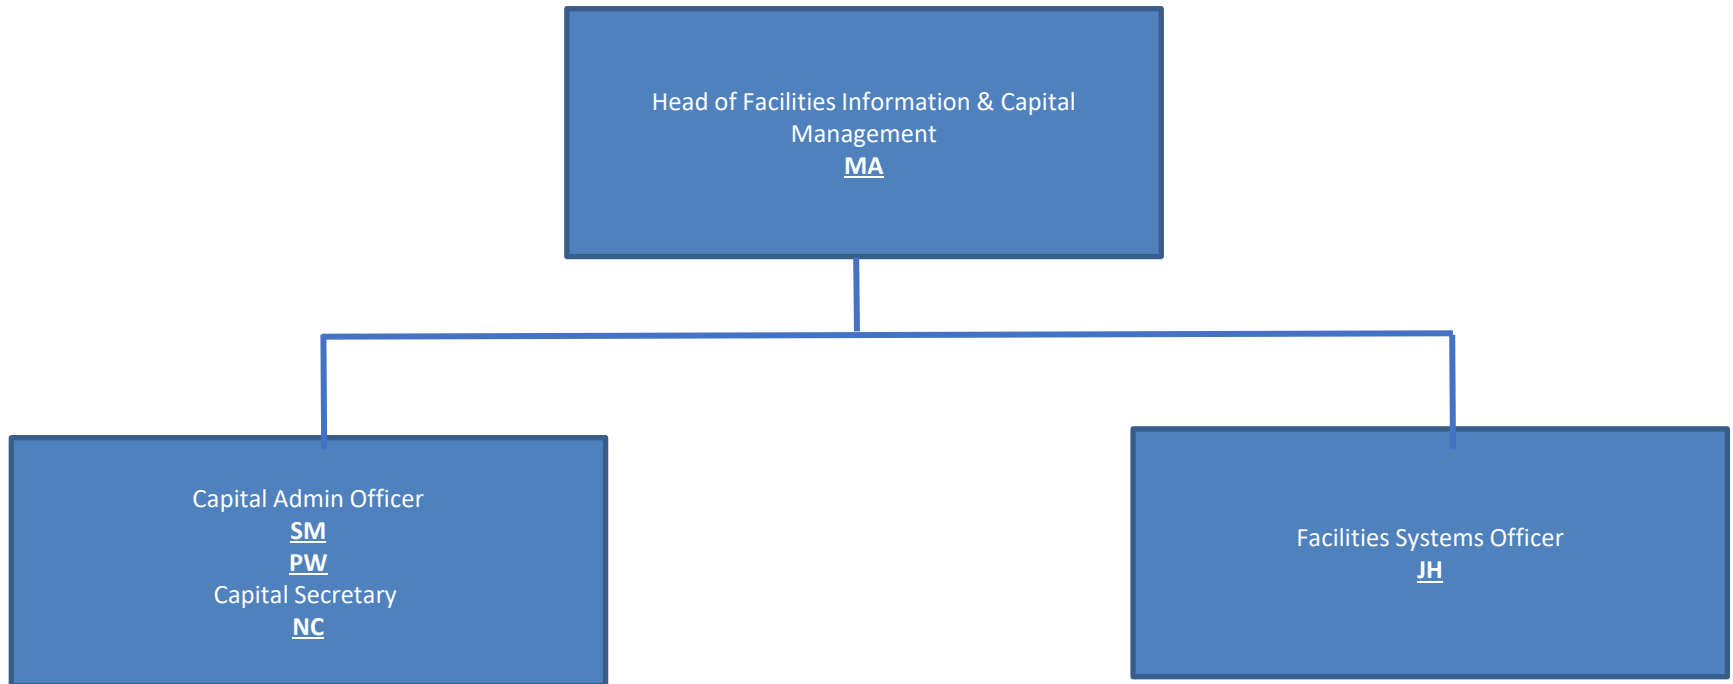 Head of Facilities Information & Capital
Management
MA
Capital Admin Officer
SM
PW
Capital Secretary
NC
Facilities Systems Officer
JH